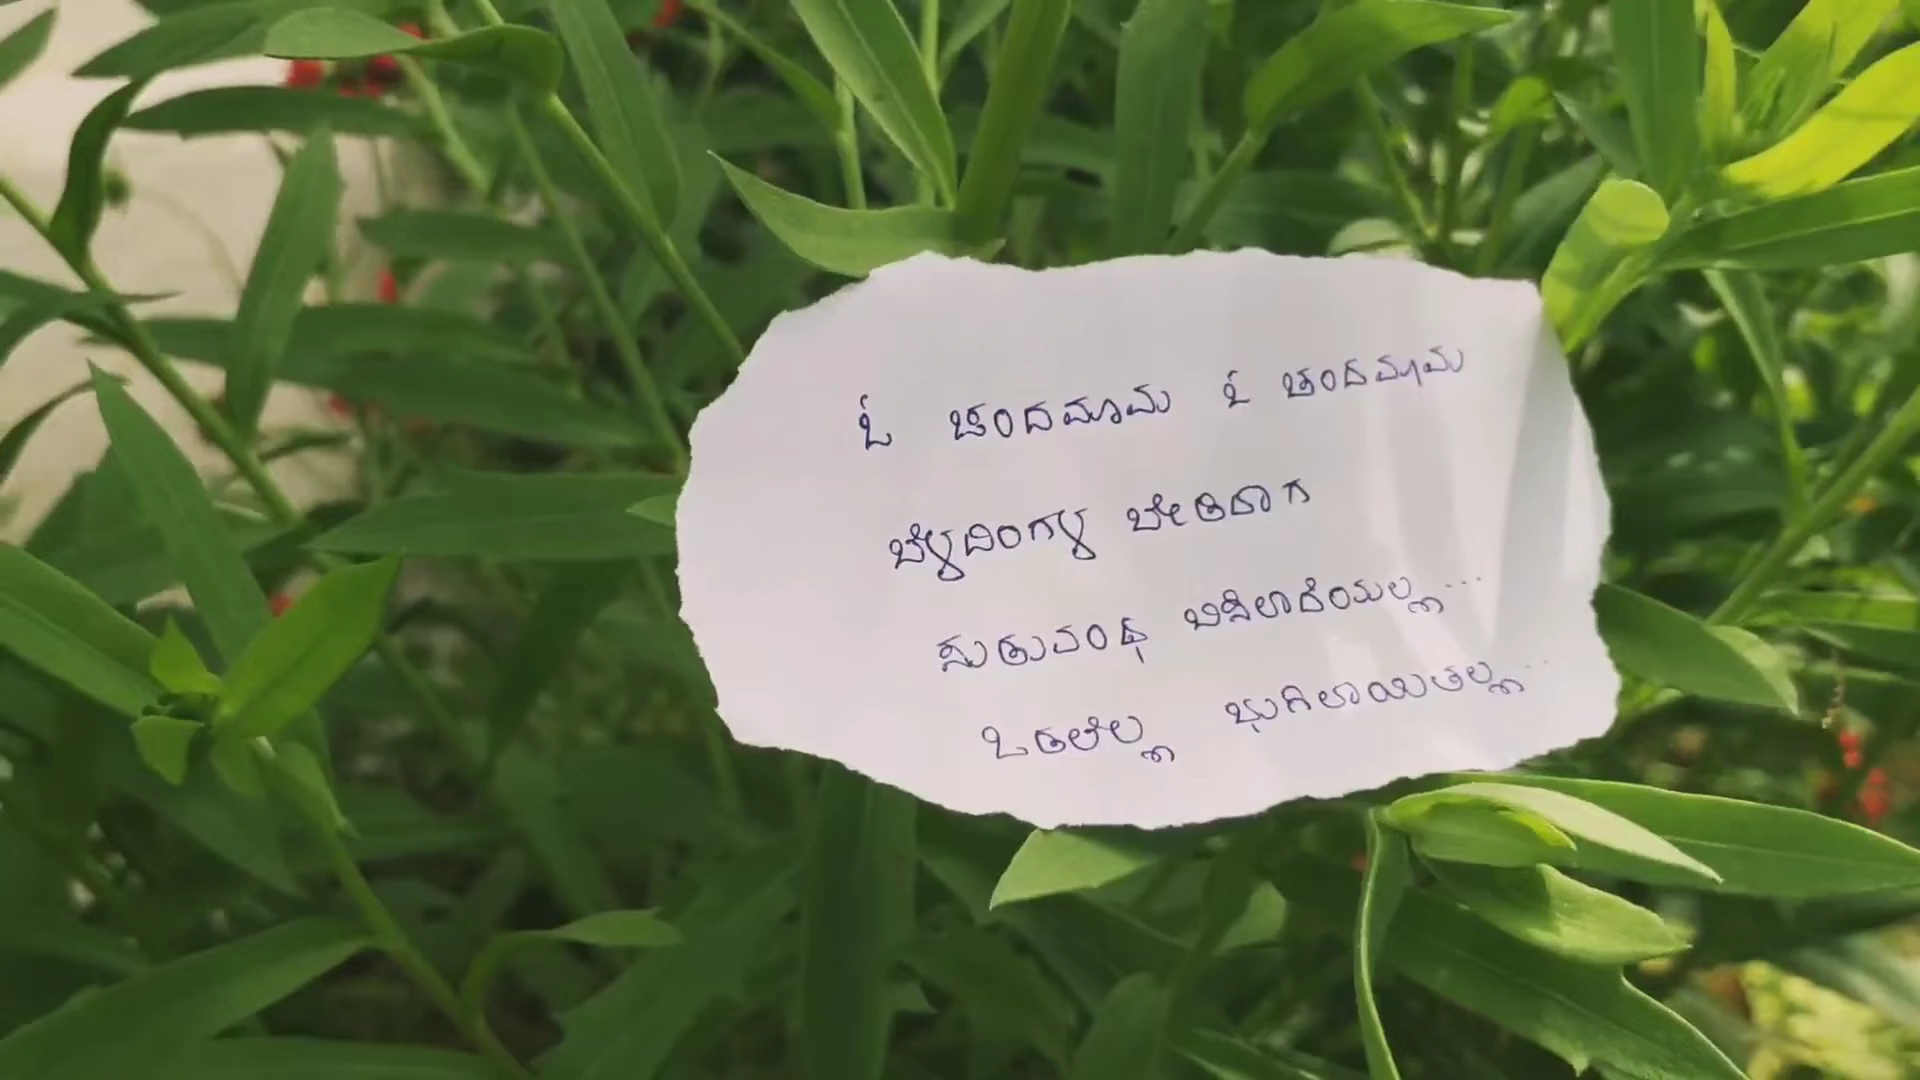 ಓ ಚಂದಮಾಮ ಓ ಚಂದಮಾಮ
ಬೆಳ್ಳದಿಂಗಳ್ಳ ಬೇತಿರಾಗ
ಸುಡುವಂಥ ಬಿಸಿಲಾದೆಯಲ್ಲ...
ಒಡಲೆಲ್ಲ ಭುಗಿಲಾಯಿತಲ್ಲ..